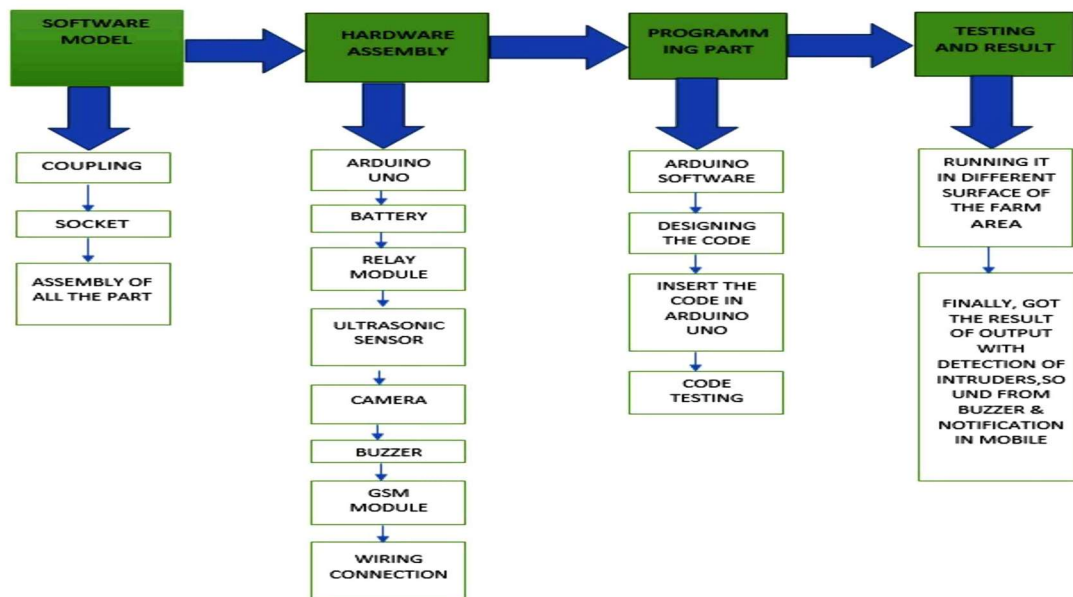 SOFTWARE
MODEL
HARDWARE
ASSEMBLY
PROGRAMM
ING PART
TESTING
AND RESULT
COUPLING
SOCKET
ASSEMBLY OF
ALL THE PART
ARDUINO
UNO
BATTERY
RELAY
MODULE
ULTRASONIC
SENSOR
CAMERA
BUZZER
GSM
MODULE
WIRING
CONNECTION
ARDUINO
SOFTWARE
DESIGNING
THE CODE
INSERT THE
CODE IN
ARDUINO
UNO
CODE
TESTING
RUNNING IT
IN DIFFERENT
SURFACE OF
THE FARM
AREA
FINALLY, GOT
THE RESULT
OF OUTPUT
WITH
DETECTION OF
INTRUDERS,SO
UND FROM
BUZZER &
NOTIFICATION
IN MOBILE